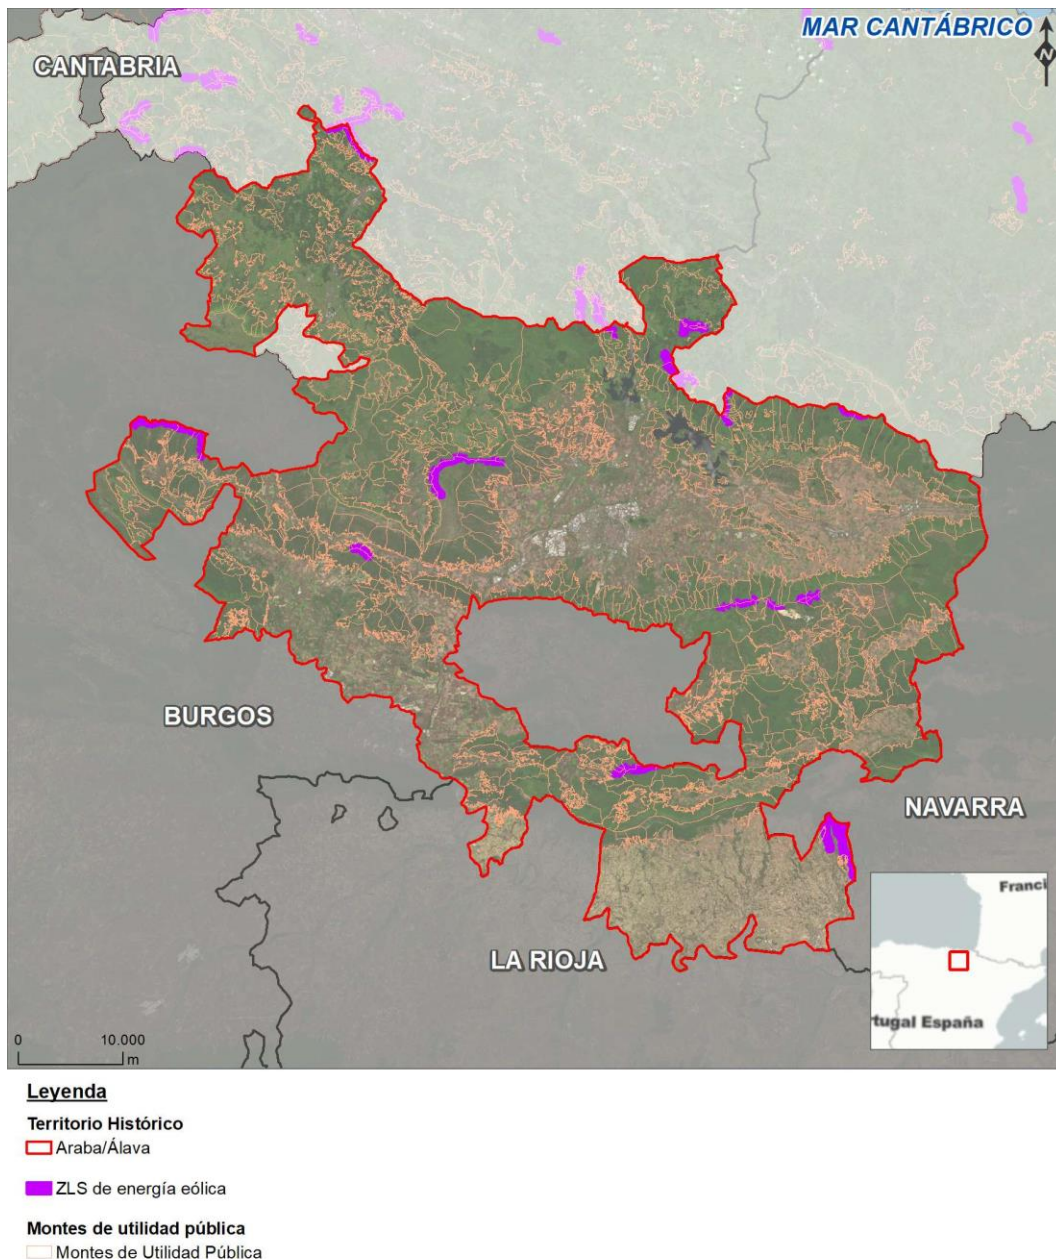 MAR CANTÁBRICO
N
CANTABRIA
BURGOS
NAVARRA
LA RIOJA
Franci
rtugal España
0 10.000
m
Leyenda
Territorio Histórico
Araba/Álava
ZLS de energía eólica
Montes de utilidad pública
Montes de Utilidad Pública